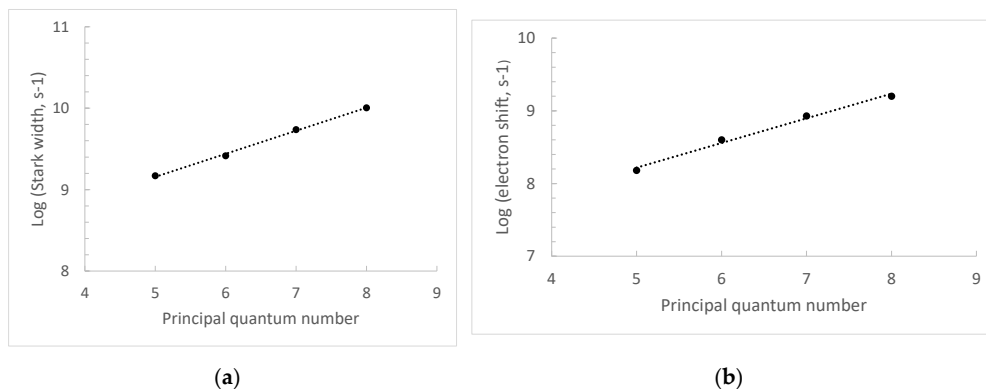 11
10
9
8
4 5 6 7 8 9
Log (Stark width, s-1)
Principal quantum number
(a)
10
9
8
7
4 5 6 7 8 9
Log (electron shift, s-1)
Principal quantum number
(b)